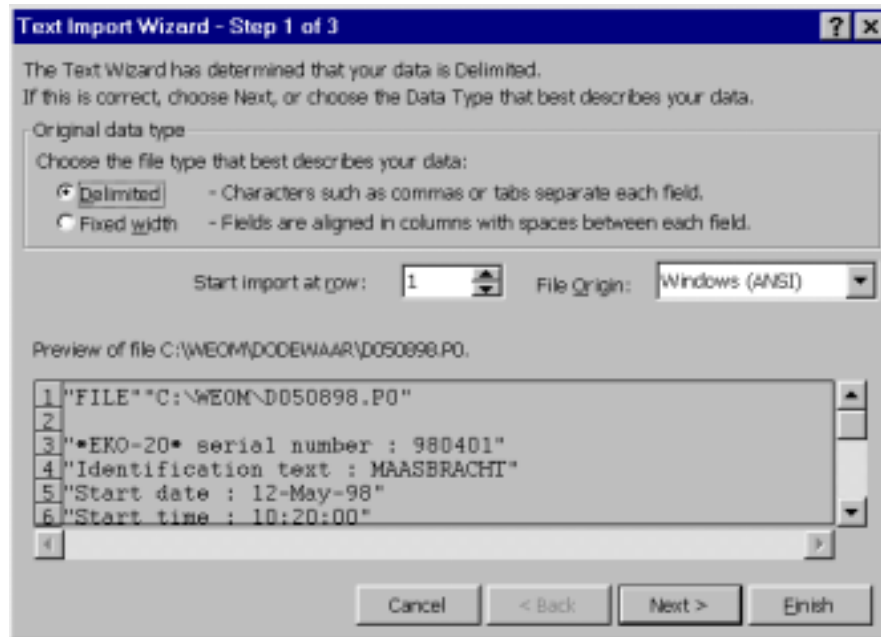 Text Import Wizard - Step 1 of 3
The Text Wizard has determined that your data is Delimited.
If this is correct, choose Next, or choose the Data Type that best describes your data.
Original data type
Choose the file type that best describes your data:
Delimited - Characters such as commas or tabs separate each field.
Fixed width - Fields are aligned in columns with spaces between each field.
Start import at row: 1 File Origin: Windows (ANSI)
Preview of file C:\WEOM\DODEWAAR\D050898.P0.
1 "FILE""C:\WEOM\D050898.P0"
2
3 "*EKO-20* serial number : 980401"
4 "Identification text : MAASBRACHT"
5 "Start date : 12-May-98"
6 "Start time : 10:20:00"
Cancel < Back Next > Finish